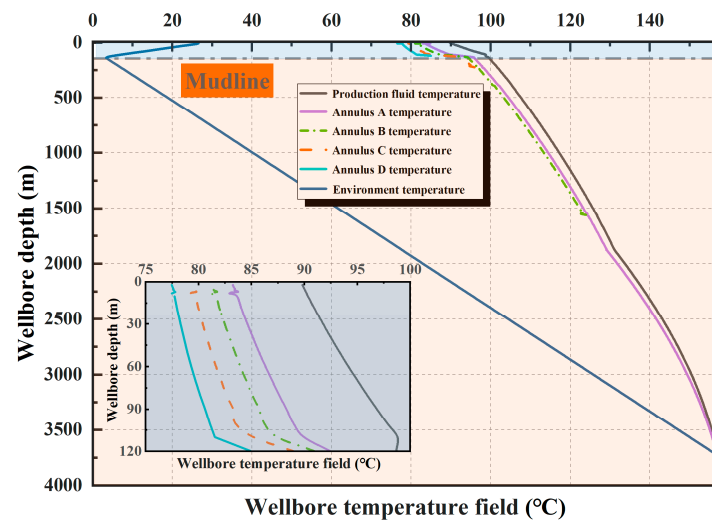 0 20 40 60 80 100 120 140
0
500
1000
1500
2000
2500
3000
3500
4000
Wellbore depth (m)
Mudline
Production fluid temperature
Annulus A temperature
Annulus B temperature
Annulus C temperature
Annulus D temperature
Environment temperature
75 80 85 90 95 100
0
30
60
90
120
Wellbore depth (m)
Wellbore temperature field (℃)
Wellbore temperature field (℃)